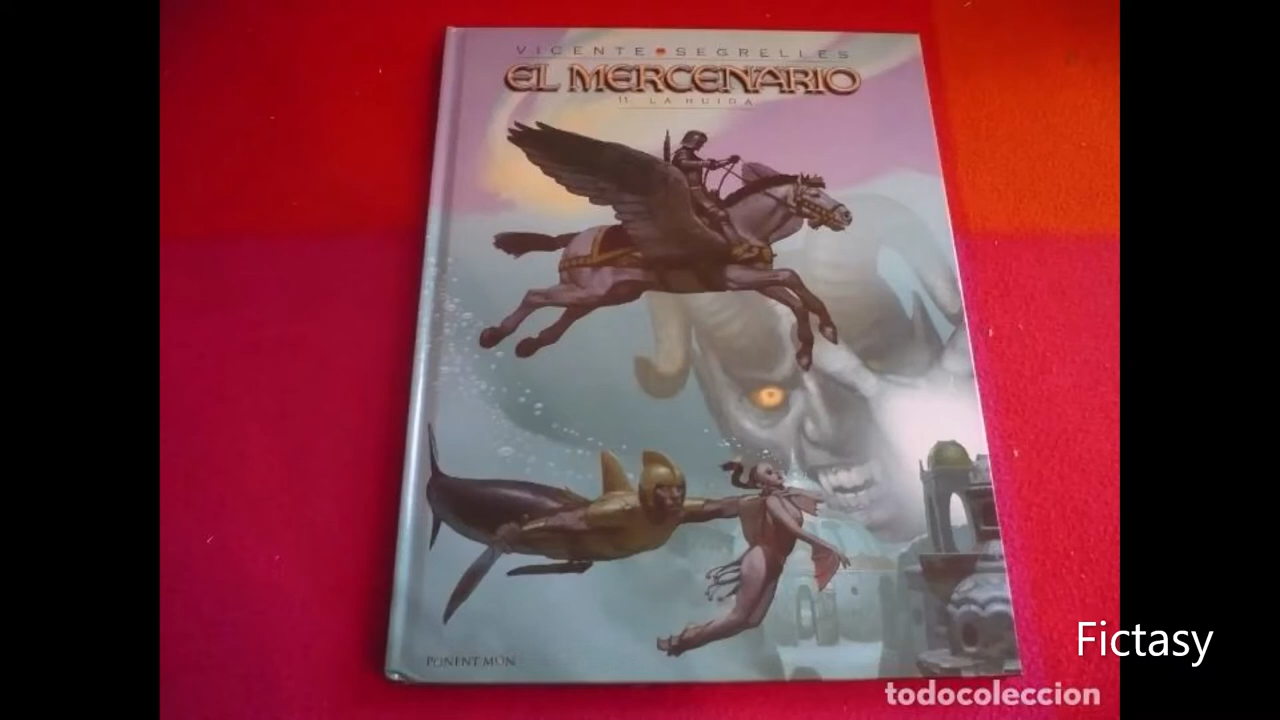 VICENTE SEGRELLES
EL MERCENARIO
11. LA HUIDA
PONENT MON
Fictasy
todocoleccion